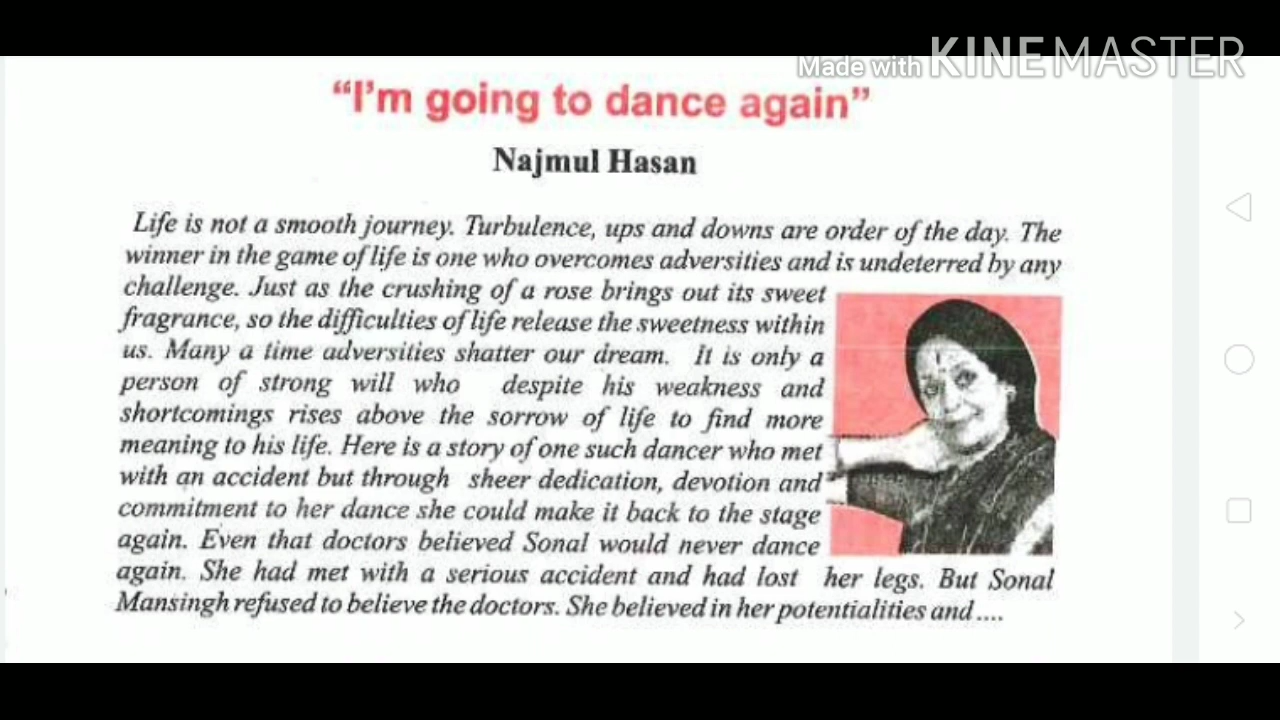 Made with KINEMASTER
“I'm going to dance again”
Najmul Hasan
Life is not a smooth journey. Turbulence, ups and downs are order of the day. The
winner in the game of life is one who overcomes adversities and is undeterred by any
challenge. Just as the crushing of a rose brings out its sweet
fragrance, so the difficulties of life release the sweetness within
us. Many a time adversities shatter our dream. It is only a
person of strong will who despite his weakness and
shortcomings rises above the sorrow of life to find more
meaning to his life. Here is a story of one such dancer who met
with an accident but through sheer dedication, devotion and
commitment to her dance she could make it back to the stage
again. Even that doctors believed Sonal would never dance
again. She had met with a serious accident and had lost her legs. But Sonal
Mansingh refused to believe the doctors. She believed in her potentialities and ....